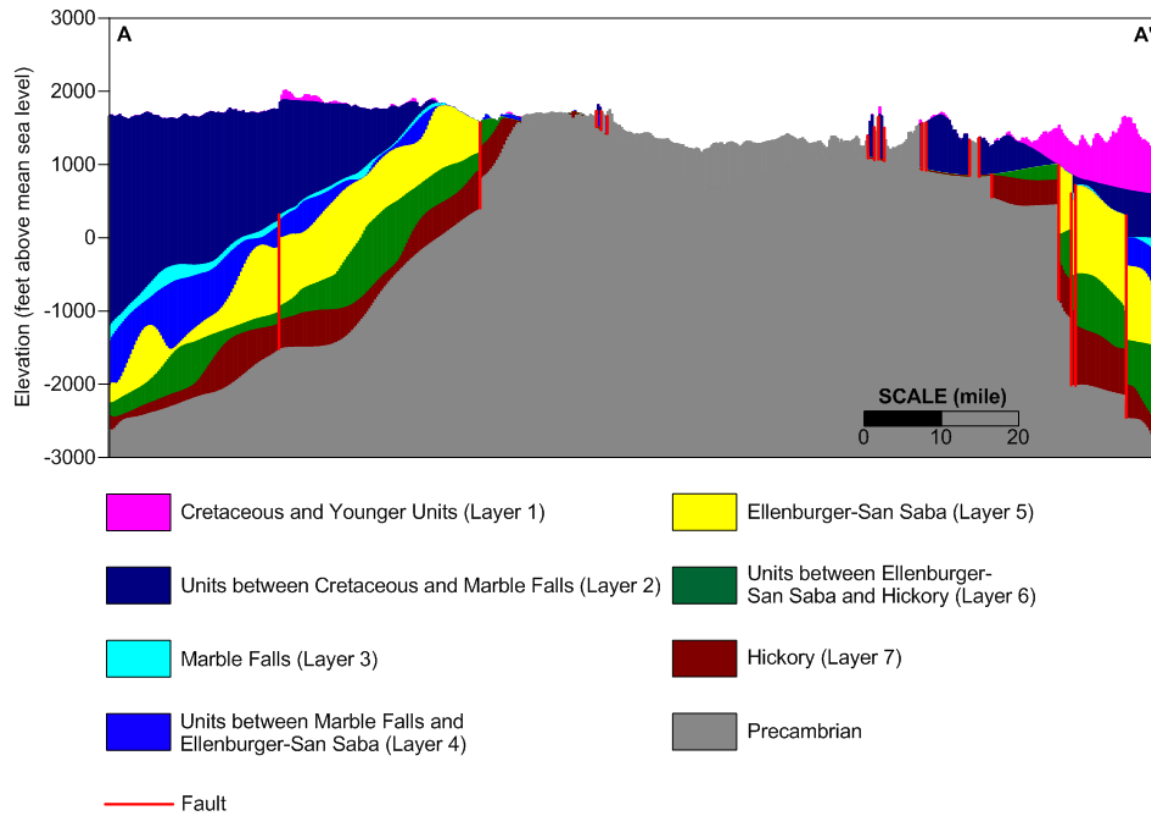 3000
A
A'
2000
1000
0
-1000
-2000
-3000
Elevation (feet above mean sea level)
SCALE (mile)
0 10 20
Cretaceous and Younger Units (Layer 1)
Units between Cretaceous and Marble Falls (Layer 2)
Marble Falls (Layer 3)
Units between Marble Falls and
Ellenburger-San Saba (Layer 4)
Fault
Ellenburger-San Saba (Layer 5)
Units between Ellenburger-
San Saba and Hickory (Layer 6)
Hickory (Layer 7)
Precambrian